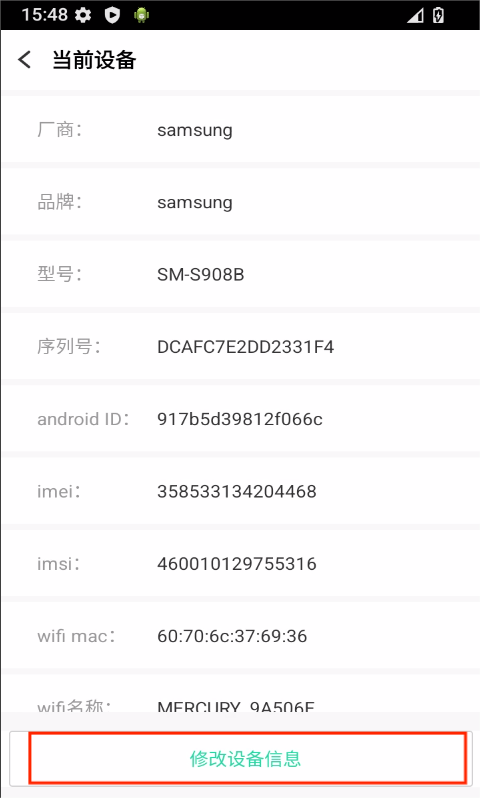 15:48
当前设备
厂商： samsung
品牌： samsung
型号： SM-S908B
序列号： DCAFC7E2DD2331F4
android ID： 917b5d39812f066c
imei： 358533134204468
imsi： 460010129755316
wifi mac： 60:70:6c:37:69:36
wifi名称： MERCURY_9A506E
修改设备信息